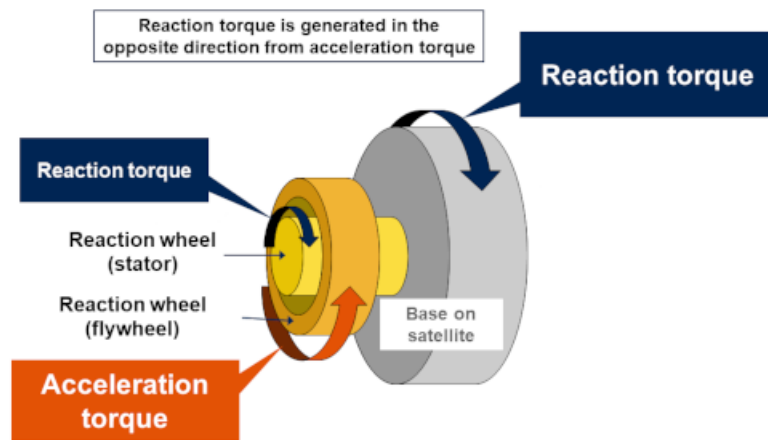 Reaction torque is generated in the
opposite direction from acceleration torque
Reaction torque
Reaction torque
Reaction wheel
(stator)
Reaction wheel
(flywheel)
Base on
satellite
Acceleration
torque